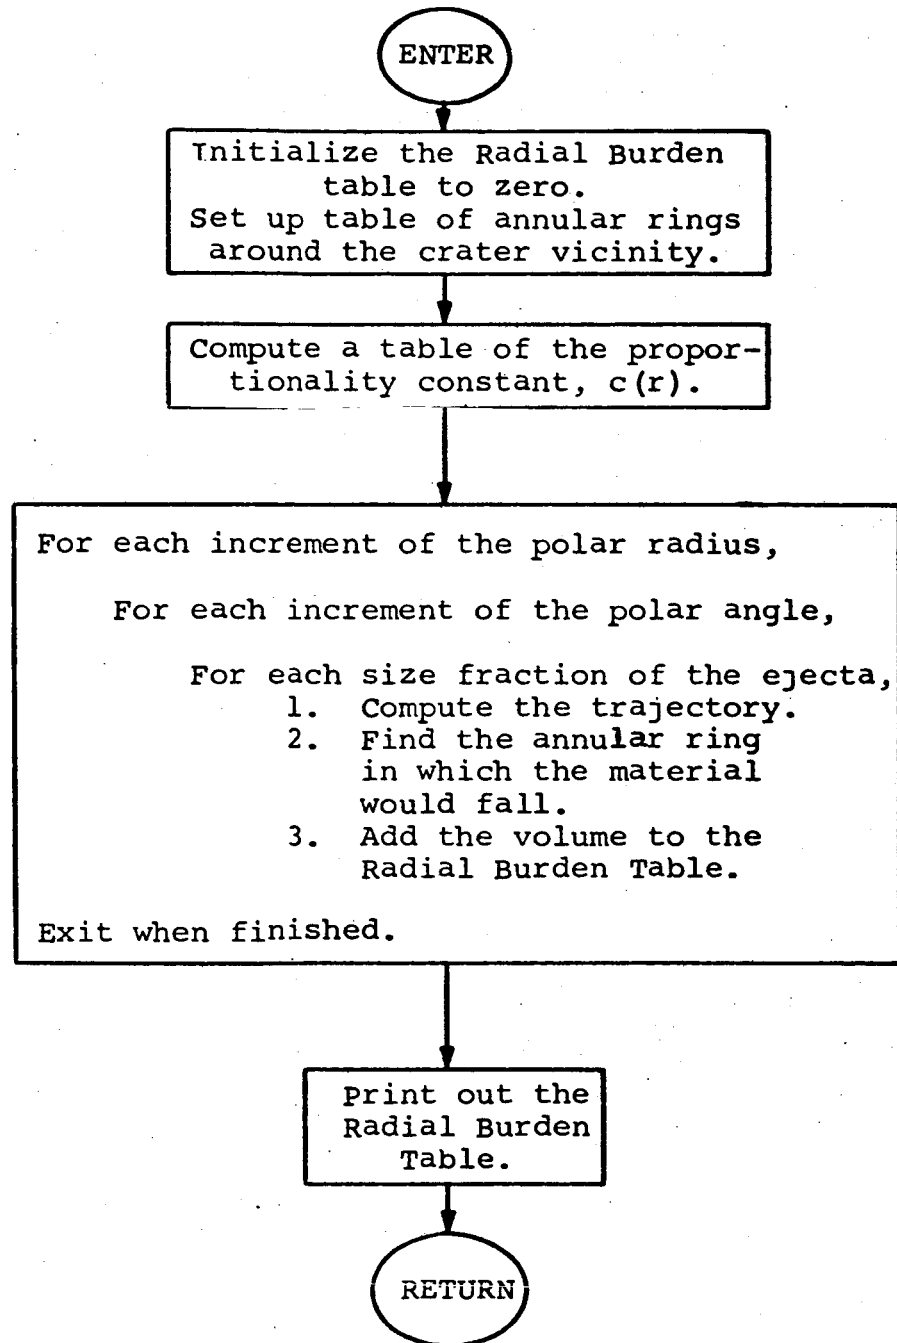 ENTER
Initialize the Radial Burden
table to zero.
Set up table of annular rings
around the crater vicinity.
Compute a table of the propor-
tionality constant, c(r).
For each increment of the polar radius,
For each increment of the polar angle,
For each size fraction of the ejecta,
1. Compute the trajectory.
2. Find the annular ring
in which the material
would fall.
3. Add the volume to the
Radial Burden Table.
Exit when finished.
Print out the
Radial Burden
Table.
RETURN